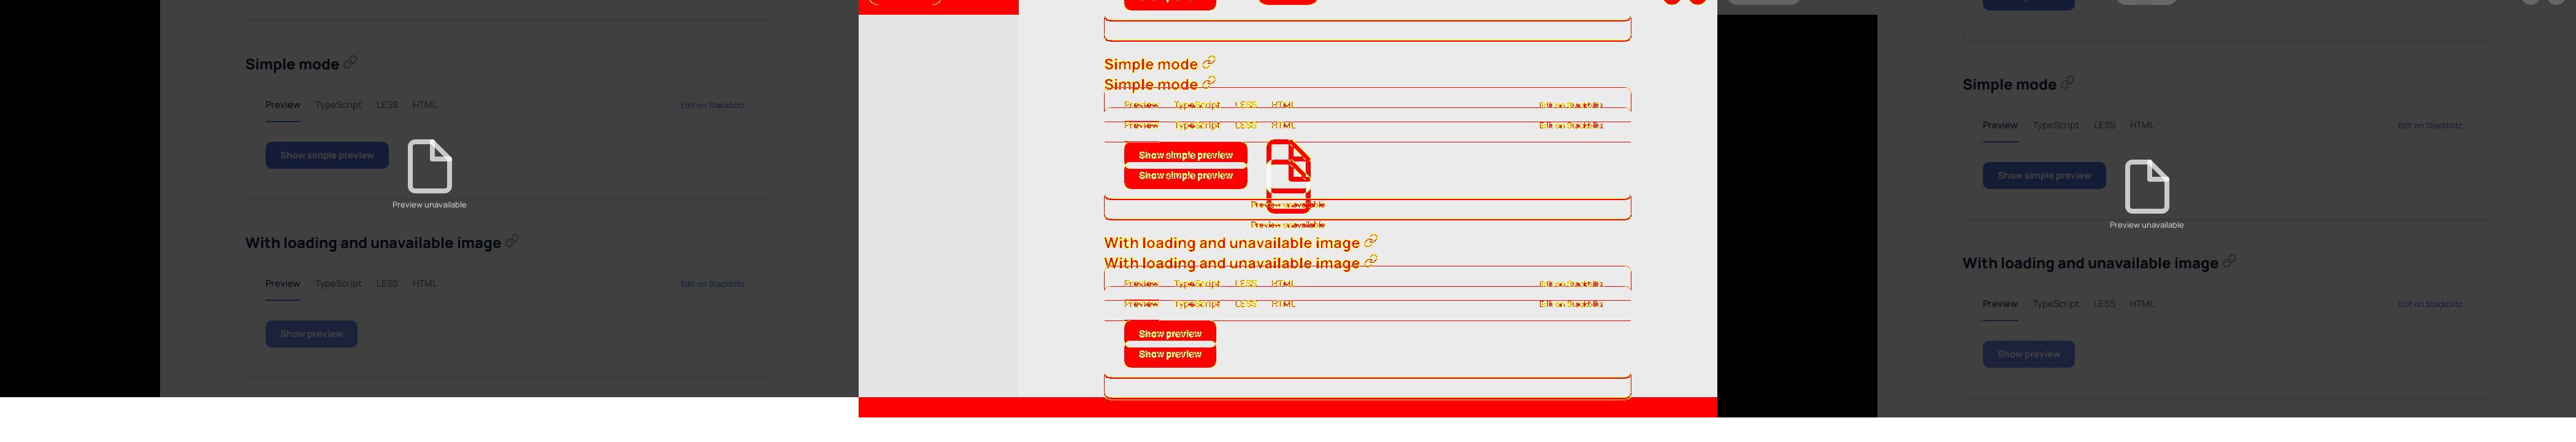 Simple mode
Preview TypeScript LESS HTML Edit on Stackblitz
Show simple preview
Preview unavailable
With loading and unavailable image
Preview TypeScript LESS HTML Edit on Stackblitz
Show preview
Simple mode
Simple mode
Preview TypeScript LESS HTML Edit on Stackblitz
Preview TypeScript LESS HTML Edit on Stackblitz
Show simple preview
Show simple preview
Preview unavailable
Preview unavailable
With loading and unavailable image
With loading and unavailable image
Preview TypeScript LESS HTML Edit on Stackblitz
Preview TypeScript LESS HTML Edit on Stackblitz
Show preview
Show preview
Simple mode
Preview TypeScript LESS HTML Edit on Stackblitz
Show simple preview
Preview unavailable
With loading and unavailable image
Preview TypeScript LESS HTML Edit on Stackblitz
Show preview